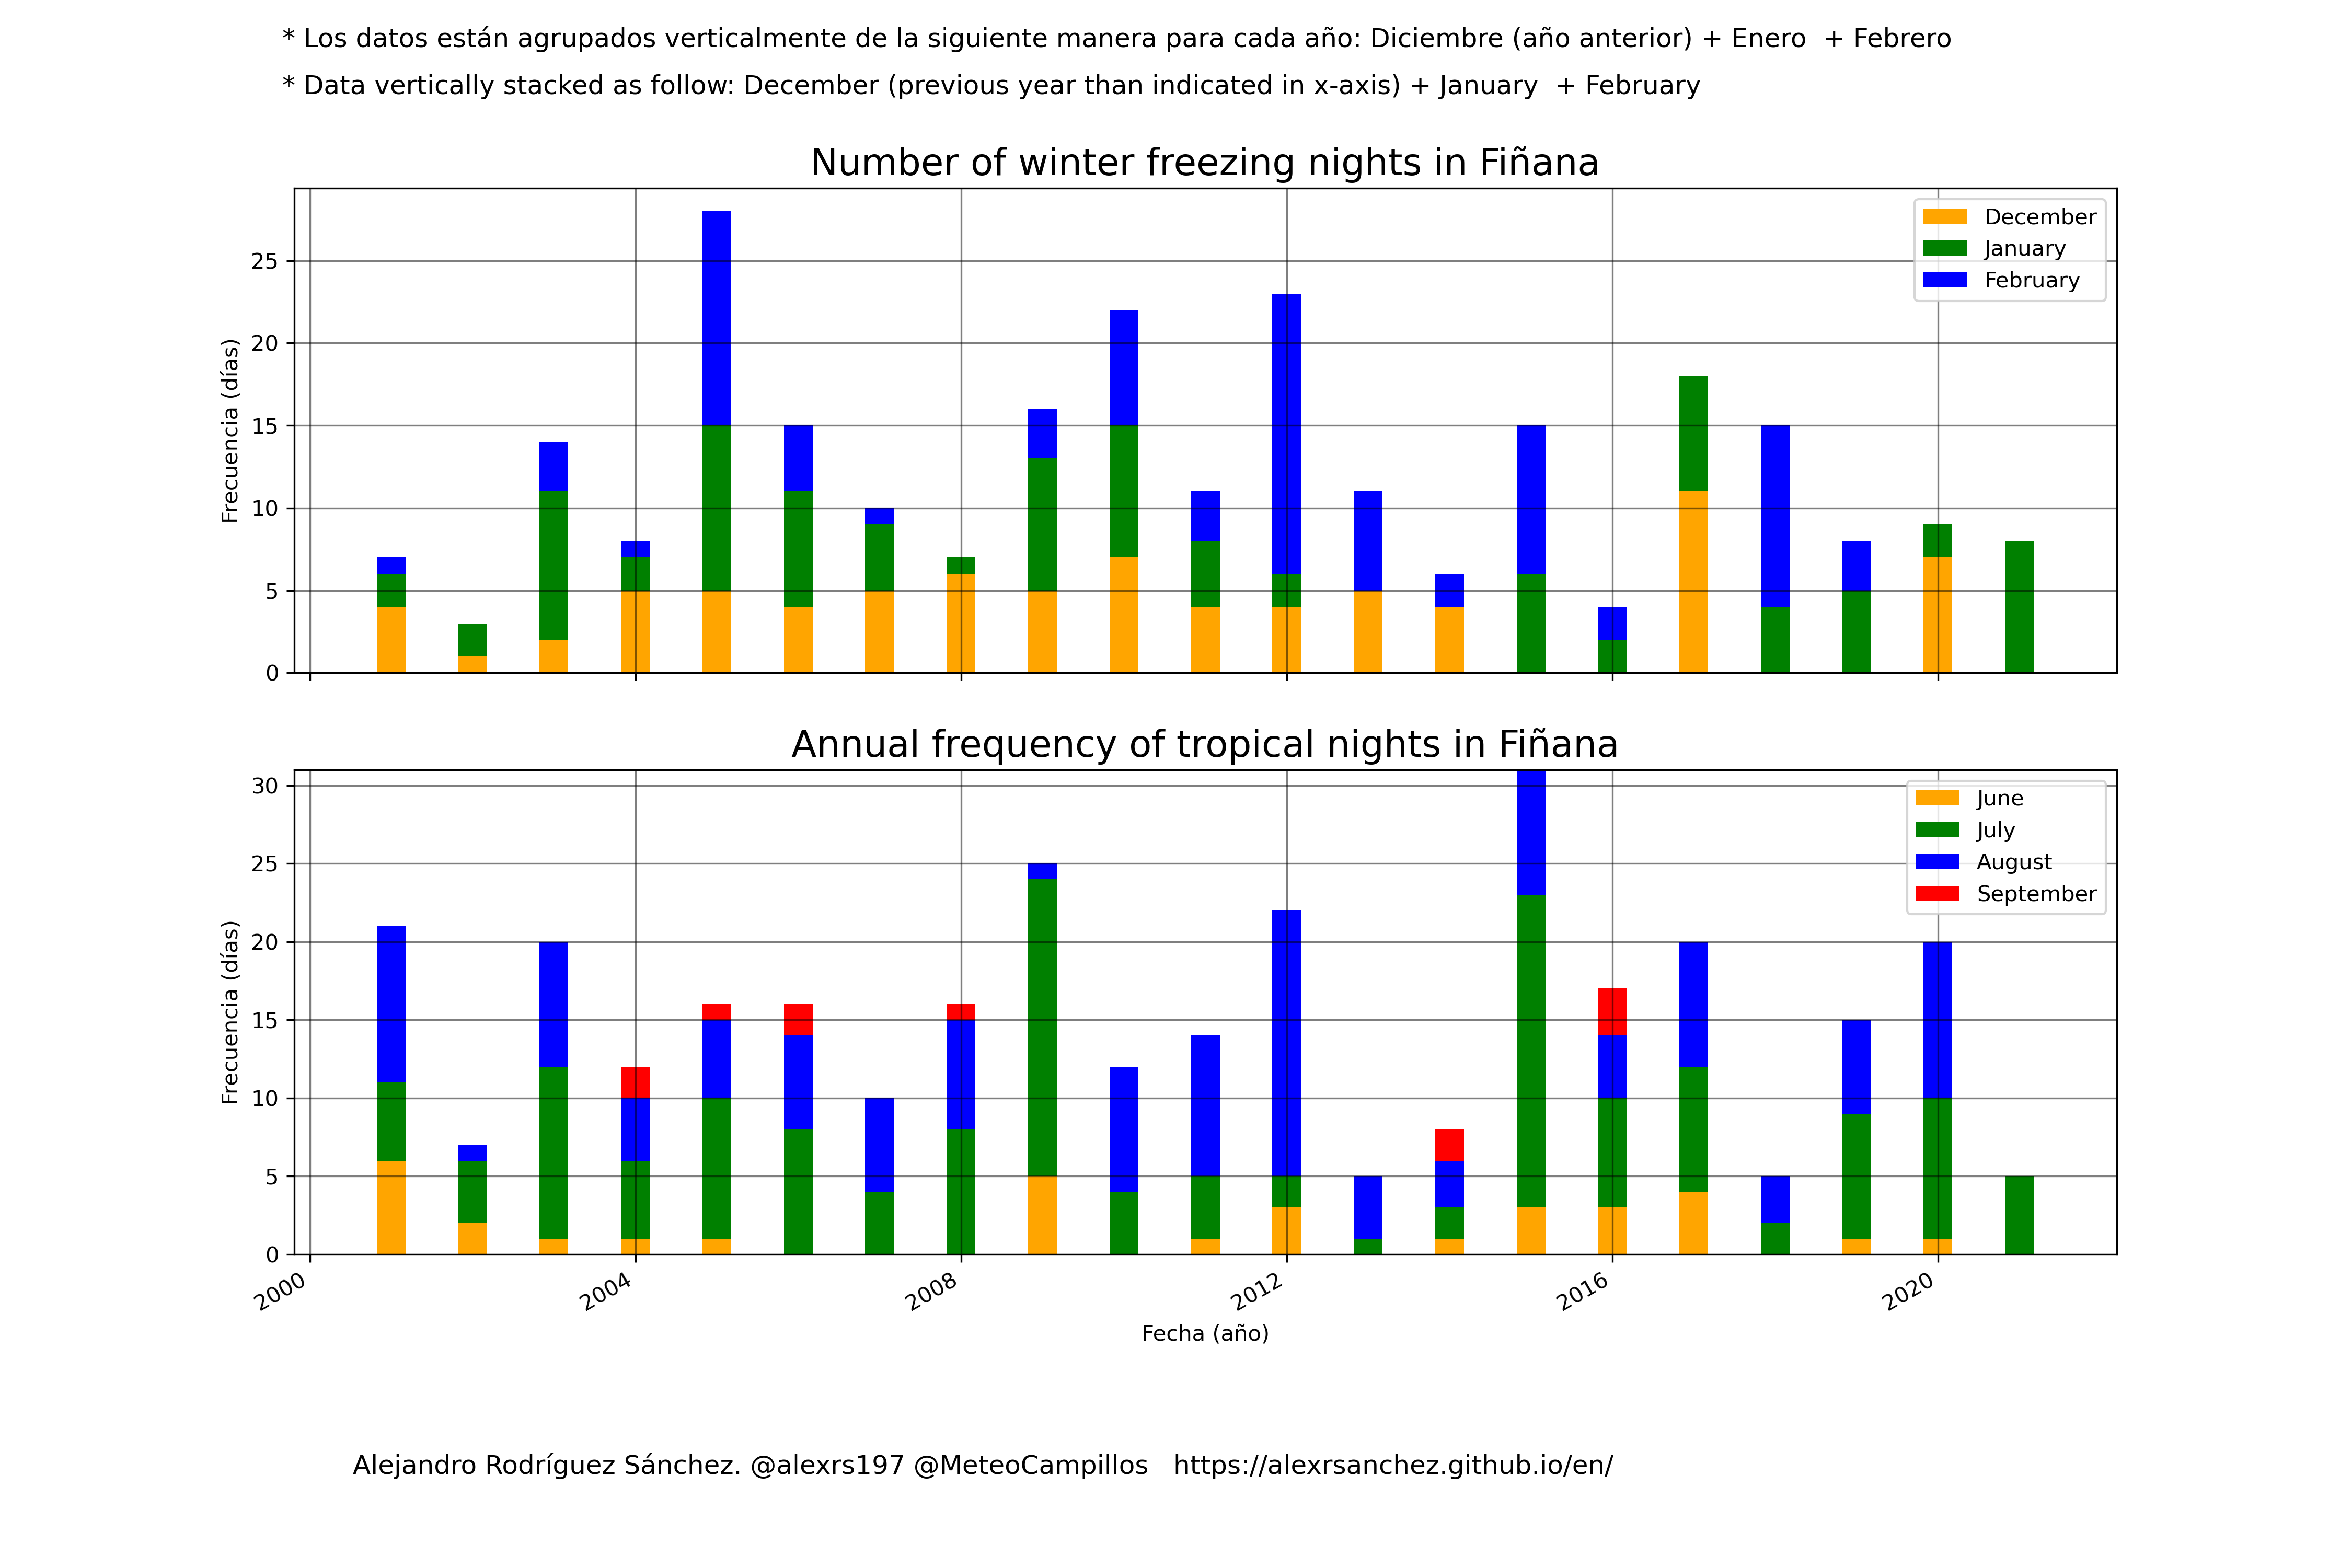 * Los datos están agrupados verticalmente de la siguiente manera para cada año: Diciembre (año anterior) + Enero  + Febrero
* Data vertically stacked as follow: December (previous year than indicated in x-axis) + January  + February
Number of winter freezing nights in Fiñana
Frecuencia (días)
25
20
15
10
5
0
December
January
February
Annual frequency of tropical nights in Fiñana
Frecuencia (días)
30
25
20
15
10
5
0
June
July
August
September
2000 2004 2008 2012 2016 2020
Fecha (año)
Alejandro Rodríguez Sánchez. @alexrs197 @MeteoCampillos   https://alexrsanchez.github.io/en/